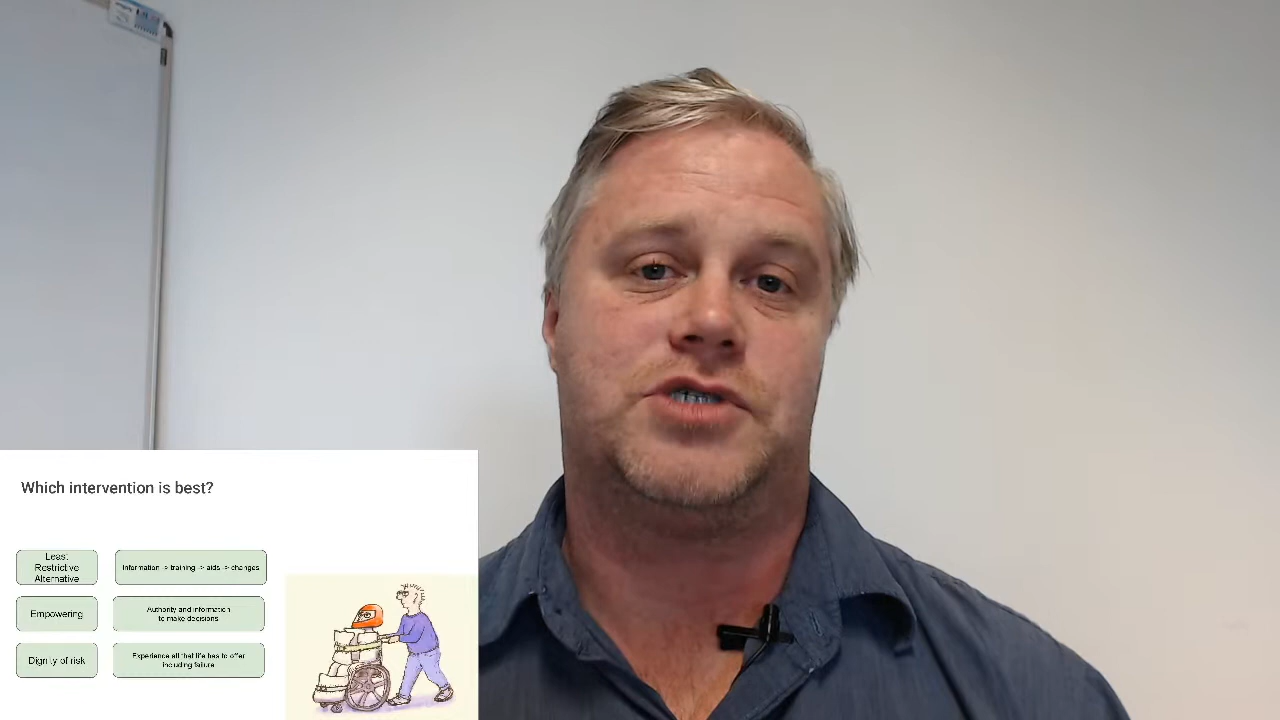 Which intervention is best?
Least
Restrictive
Alternative
Information -> training -> aids -> changes
Empowering
Authority and information
to make decisions
Dignity of risk
Experience all that life has to offer
including failure